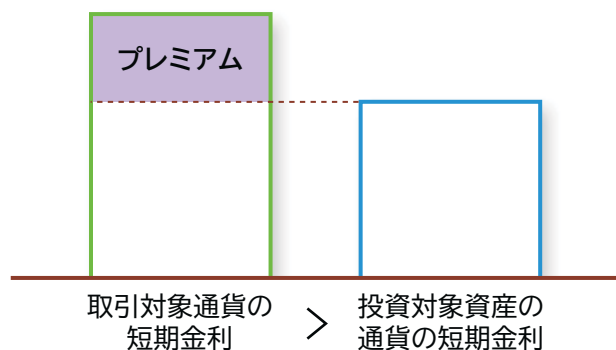 プレミアム
取引対象通貨の
短期金利
>
投資対象資産の
通貨の短期金利